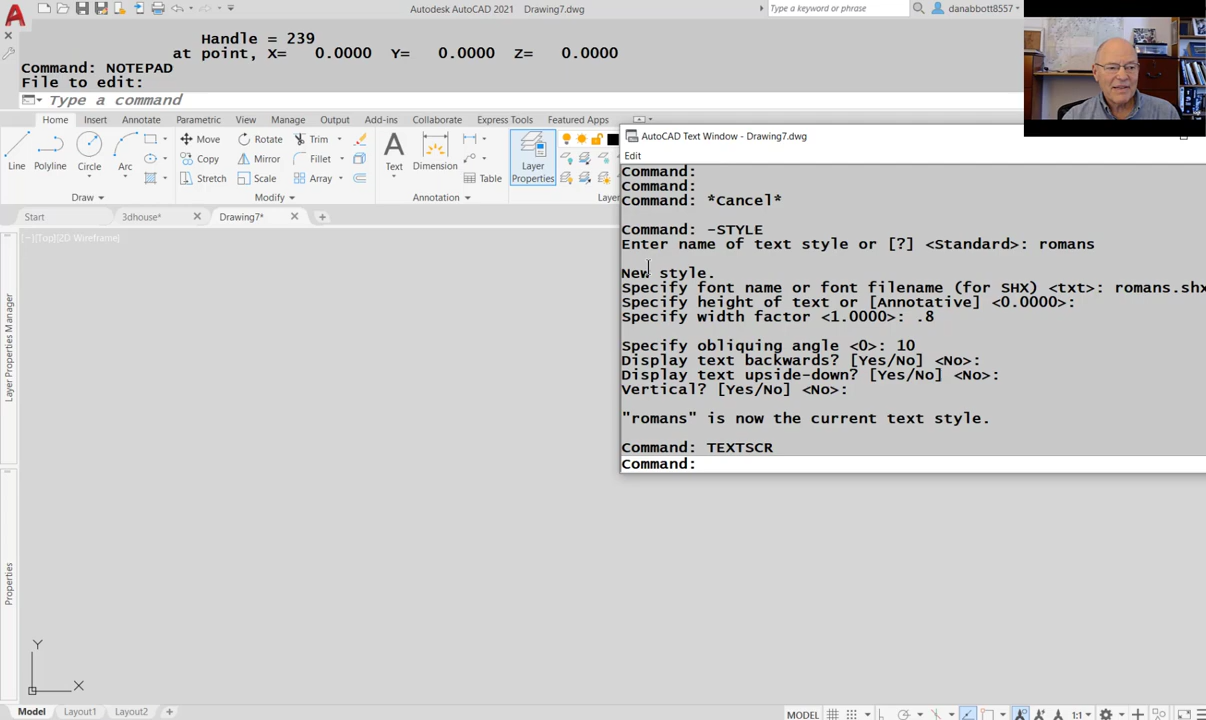 Autodesk AutoCAD 2021 Drawing7.dwg
Type a keyword or phrase
danabbott8557
Handle = 239
at point, X= 0.0000 Y= 0.0000 Z= 0.0000
Command: NOTEPAD
File to edit:
Type a command
Home Insert Annotate Parametric View Manage Output Add-ins Collaborate Express Tools Featured Apps
Line Polyline Circle Arc
Move Rotate Trim
Copy Mirror Fillet
Stretch Scale Array
Text Dimension
Table
Layer Properties
Draw Modify Annotation
Start 3dhouse* Drawing7*
[−][Top][2D Wireframe]
Layer Properties Manager
Properties
AutoCAD Text Window - Drawing7.dwg
Edit
Command:
Command:
Command: *Cancel*
Command: -STYLE
Enter name of text style or [?] <Standard>: romans
New style.
Specify font name or font filename (for SHX) <txt>: romans.shx
Specify height of text or [Annotative] <0.0000>:
Specify width factor <1.0000>: .8
Specify obliquing angle <0>: 10
Display text backwards? [Yes/No] <No>:
Display text upside-down? [Yes/No] <No>:
Vertical? [Yes/No] <No>:
"romans" is now the current text style.
Command: TEXTSCR
Command:
Y
X
Model Layout1 Layout2
MODEL
1:1